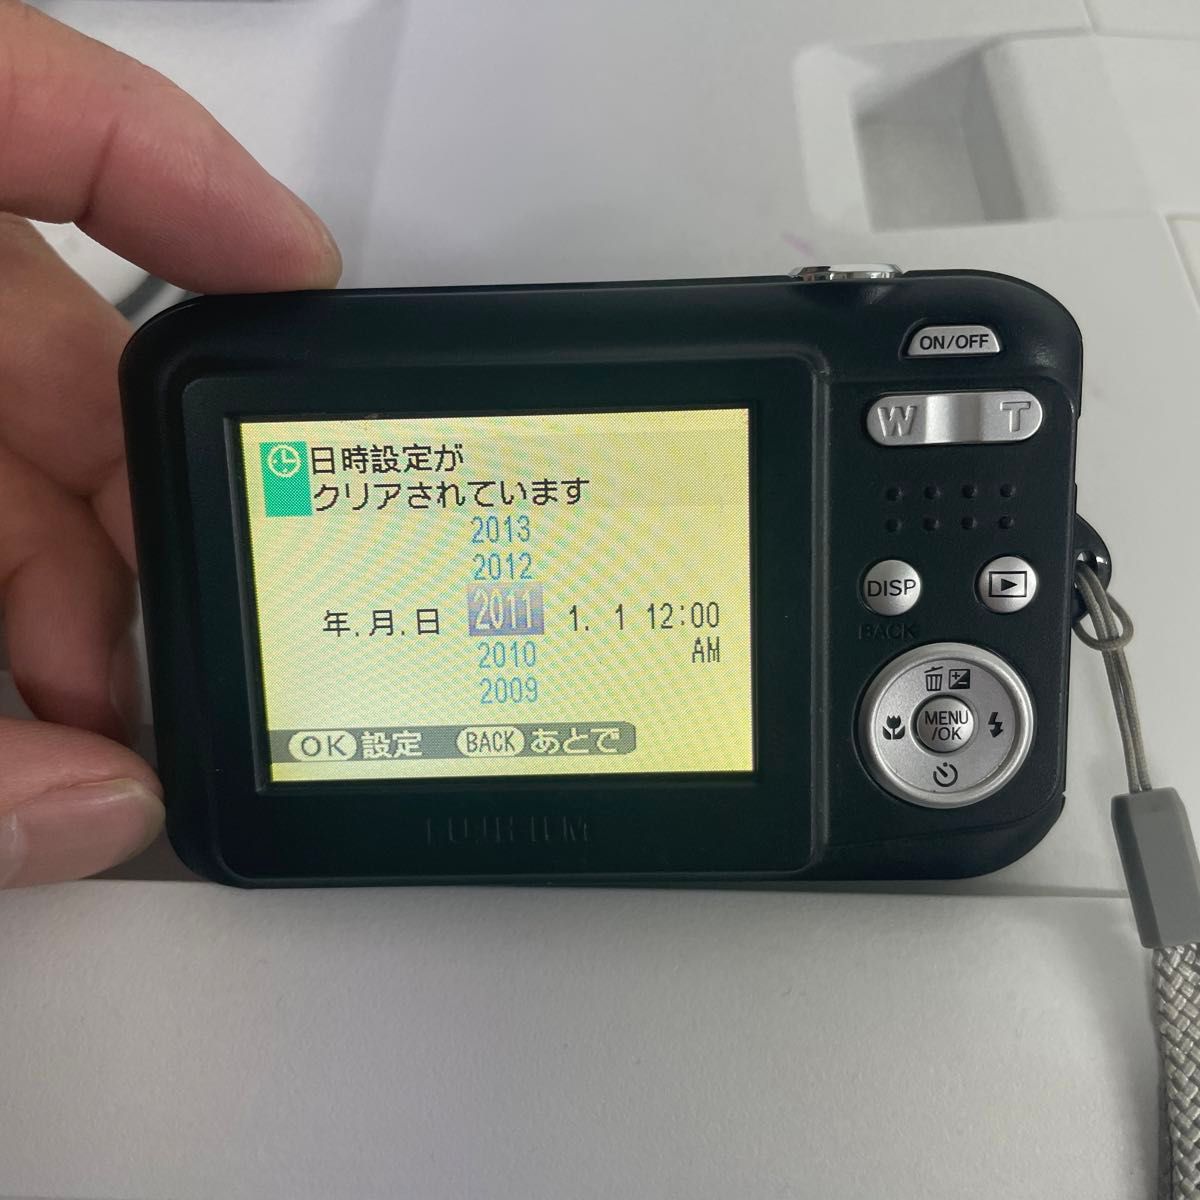 ON/OFF
W T
日時設定が
クリアされています
2013
2012
年.月.日 2011 1. 1 12:00
2010 AM
2009
OK 設定 BACK あとで
DISP
BACK
MENU
/OK
FUJIFILM